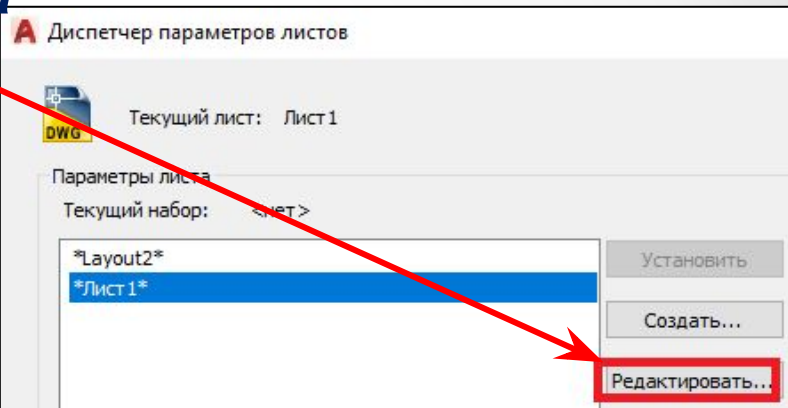 Диспетчер параметров листов
DWG
Текущий лист: Лист1
Параметры листа
Текущий набор: <нет>
*Layout2*
Установить
*Лист1*
Создать...
Редактировать...